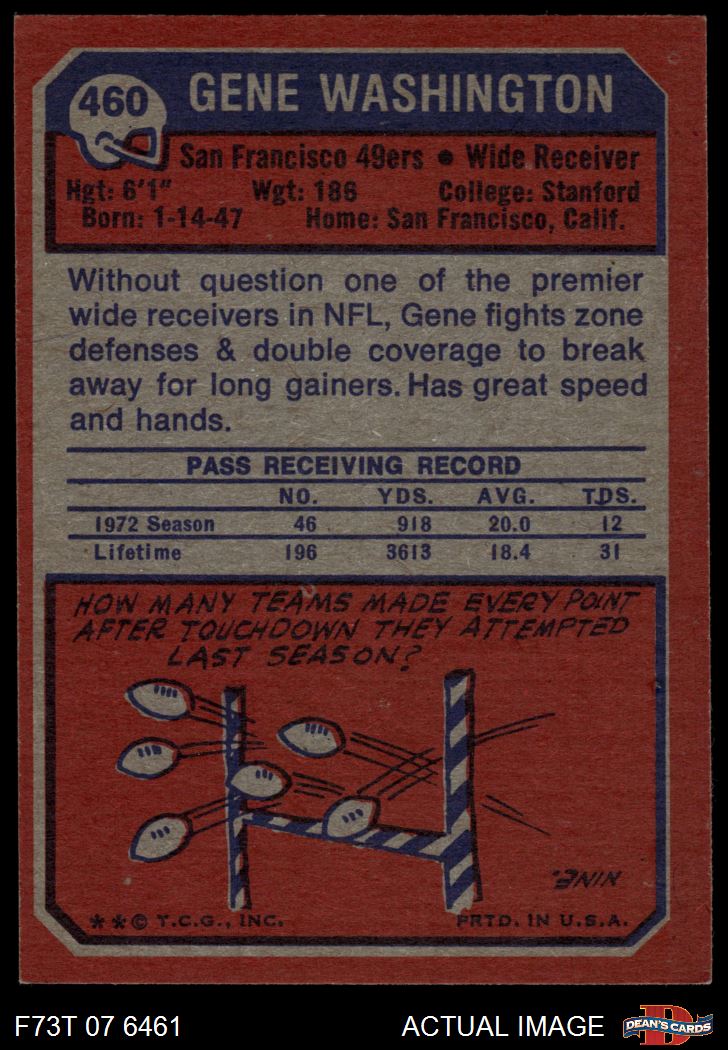 460
GENE WASHINGTON
San Francisco 49ers • Wide Receiver
Hgt: 6'1" Wgt: 186 College: Stanford
Born: 1-14-47 Home: San Francisco, Calif.
Without question one of the premier
wide receivers in NFL, Gene fights zone
defenses & double coverage to break
away for long gainers. Has great speed
and hands.
PASS RECEIVING RECORD
NO. YDS. AVG. TDS.
1972 Season 46 918 20.0 12
Lifetime 196 3613 18.4 31
HOW MANY TEAMS MADE EVERY POINT
AFTER TOUCHDOWN THEY ATTEMPTED
LAST SEASON?
NINE.
**© T.C.G., INC. PRTD. IN U.S.A.
F73T 07 6461 ACTUAL IMAGE
D
DEAN'S CARDS